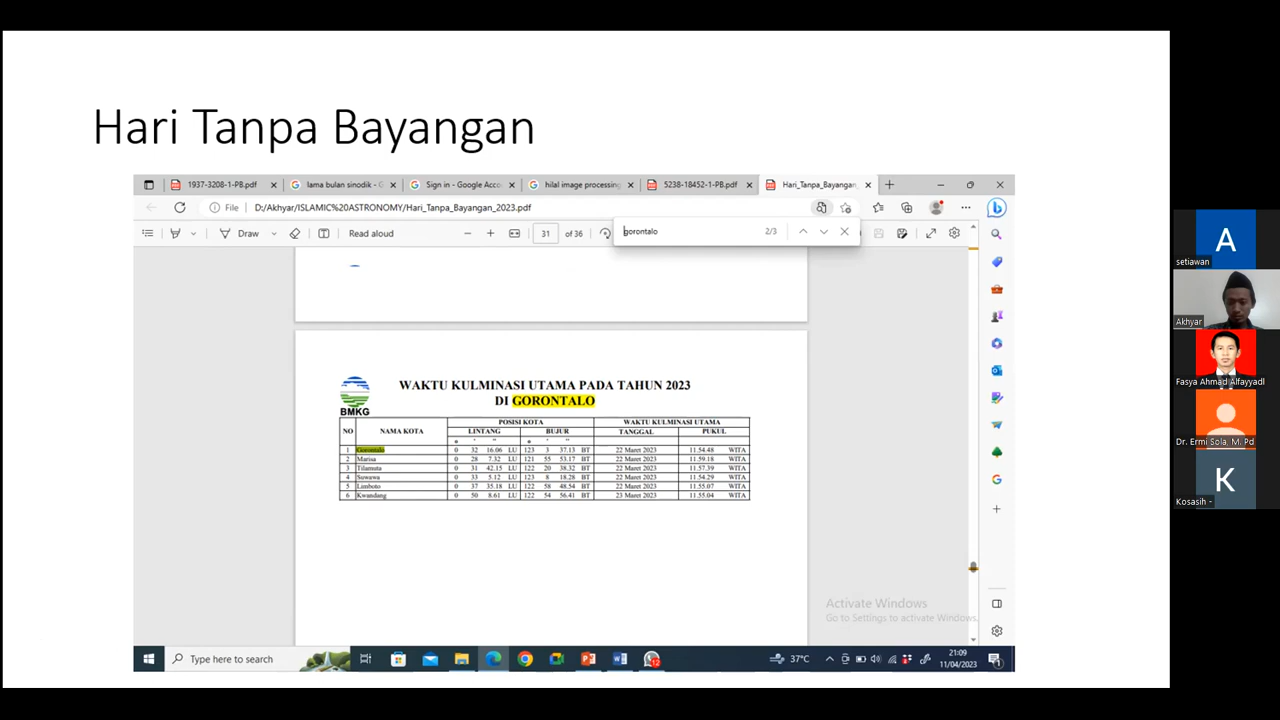 Hari Tanpa Bayangan
1937-3208-1-PB.pdf
lama bulan sinodik - G
Sign in - Google Acco
hilal image processing
5238-18452-1-PB.pdf
Hari_Tanpa_Bayangan
File D:/Akhyar/ISLAMIC%20ASTRONOMY/Hari_Tanpa_Bayangan_2023.pdf
Draw
Read aloud
31 of 36
gorontalo 2/3
BMKG
WAKTU KULMINASI UTAMA PADA TAHUN 2023
DI GORONTALO
NO NAMA KOTA POSISI KOTA WAKTU KULMINASI UTAMA
LINTANG BUJUR TANGGAL PUKUL
° ' " ° ' "
1 Gorontalo 0 32 16.06 LU 123 3 37.13 BT 22 Maret 2023 11.54.48 WITA
2 Marisa 0 28 7.32 LU 121 55 53.17 BT 22 Maret 2023 11.59.18 WITA
3 Tilamuta 0 31 42.15 LU 122 20 38.32 BT 22 Maret 2023 11.57.39 WITA
4 Suwawa 0 33 5.12 LU 123 8 18.28 BT 22 Maret 2023 11.54.29 WITA
5 Limboto 0 37 35.18 LU 122 58 48.54 BT 22 Maret 2023 11.55.07 WITA
6 Kwandang 0 50 8.61 LU 122 54 56.41 BT 23 Maret 2023 11.55.04 WITA
Activate Windows
Go to Settings to activate Windows.
Type here to search
37°C
21:09
11/04/2023
A
setiawan
Akhyar
Fasya Ahmad Alfayyadl
Dr. Ermi Sola, M. Pd
K
Kosasih -